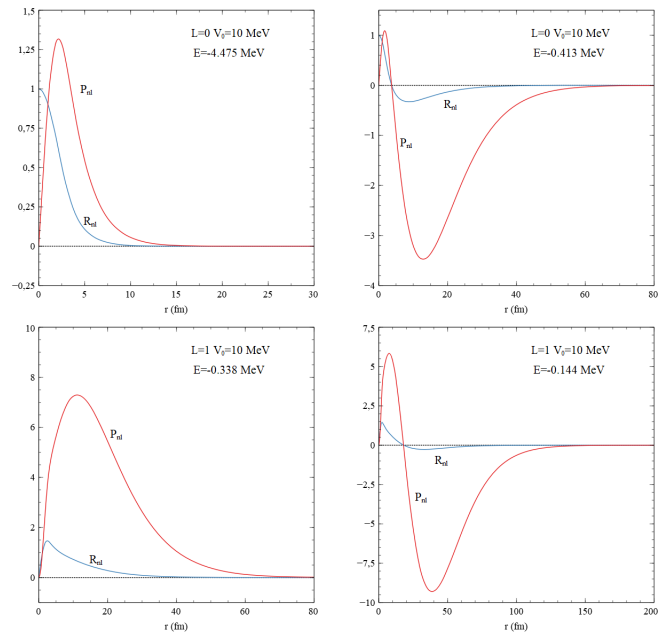 1,5
1,25
1
0,75
0,5
0,25
0
−0,25
L=0 V₀=10 MeV
E=-4.475 MeV
Pₙₗ
Rₙₗ
0 5 10 15 20 25 30
r (fm)
1
0
−1
−2
−3
−4
L=0 V₀=10 MeV
E=-0.413 MeV
Rₙₗ
Pₙₗ
0 20 40 60 80
r (fm)
10
8
6
4
2
0
L=1 V₀=10 MeV
E=-0.338 MeV
Pₙₗ
Rₙₗ
0 20 40 60 80
r (fm)
7,5
5
2,5
0
−2,5
−5
−7,5
−10
L=1 V₀=10 MeV
E=-0.144 MeV
Rₙₗ
Pₙₗ
0 50 100 150 200
r (fm)